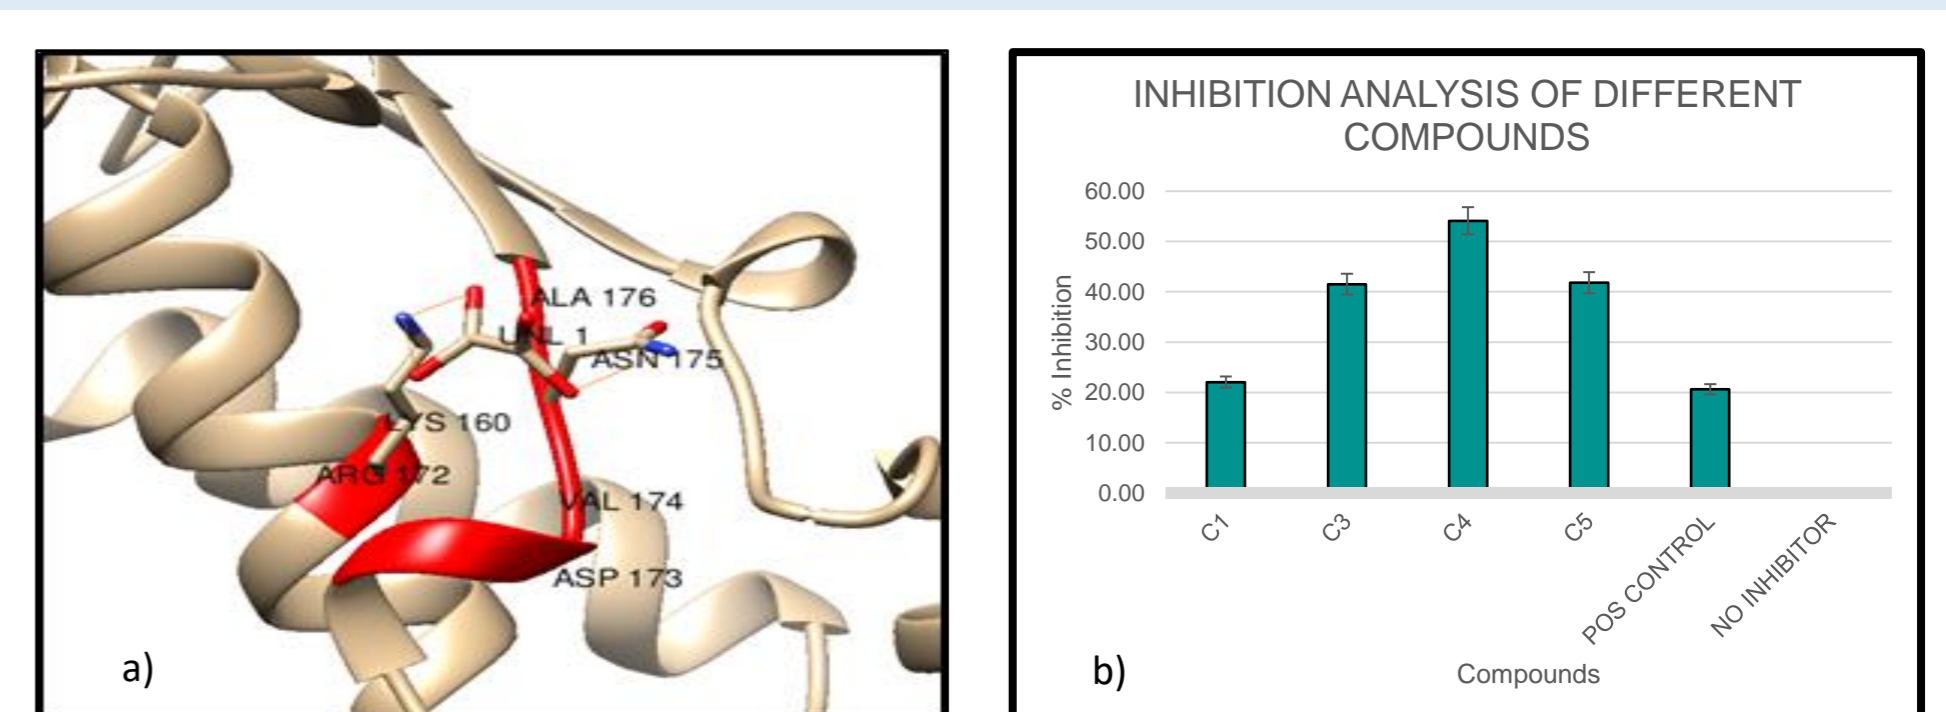 ALA 176
UNL 1
ASN 175
LYS 160
ARG 172
VAL 174
ASP 173
a)
INHIBITION ANALYSIS OF DIFFERENT
COMPOUNDS
% Inhibition
60.00
50.00
40.00
30.00
20.00
10.00
0.00
C1
C3
C4
C5
POS CONTROL
NO INHIBITOR
Compounds
b)